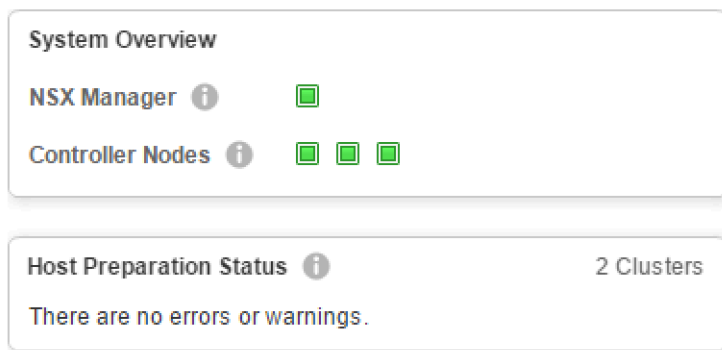 System Overview
NSX Manager
Controller Nodes
Host Preparation Status 2 Clusters
There are no errors or warnings.